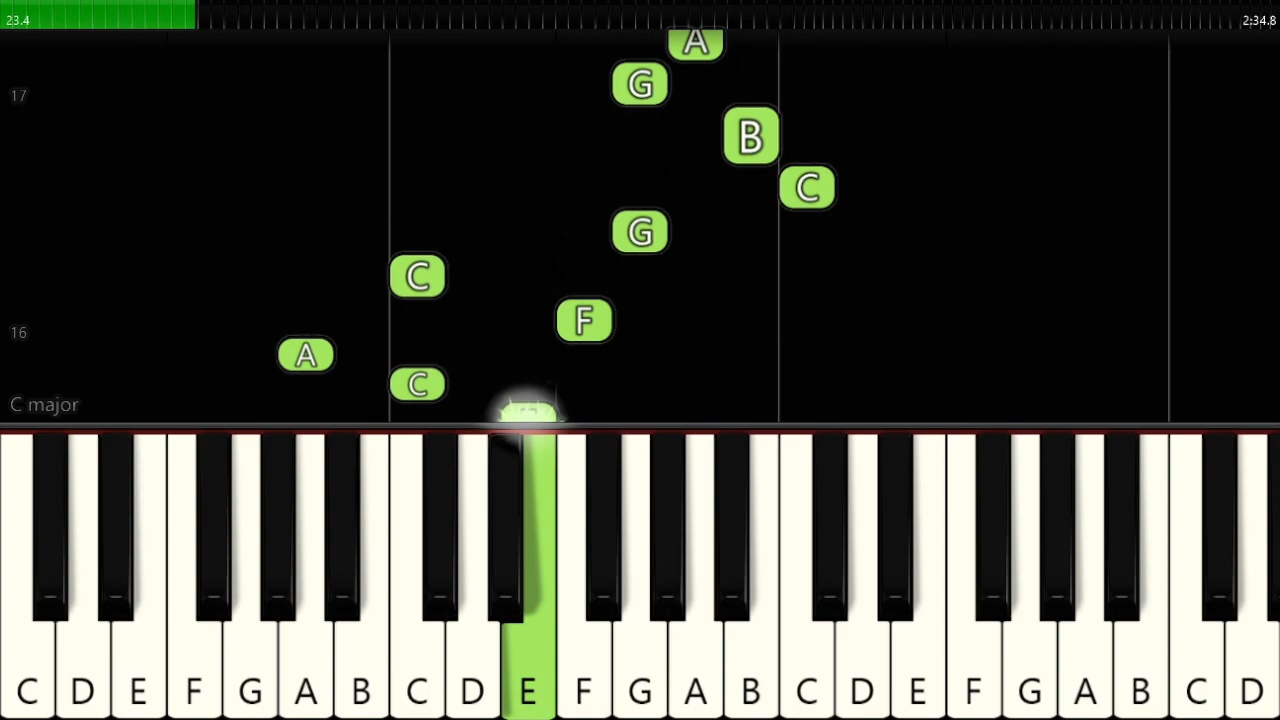 23.4 2:34.8
A
17 G
B
C
G
C
16 F
A
C
C major
C D E F G A B C D E F G A B C D E F G A B C D